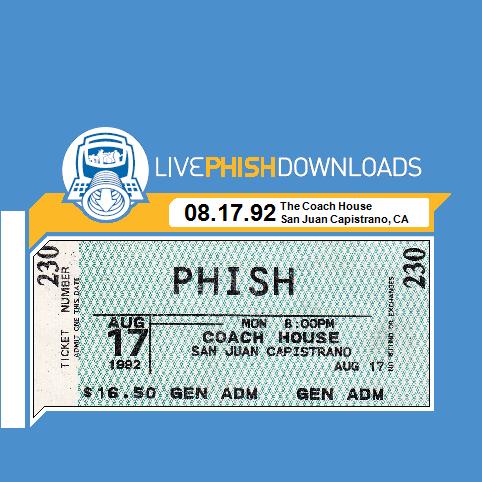 LIVEPHISHDOWNLOADS
08.17.92
The Coach House
San Juan Capistrano, CA
230
TICKET NUMBER
ADMIT ONE THIS DATE
PHISH
AUG
17
1992
MON 8:00PM
COACH HOUSE
SAN JUAN CAPISTRANO
AUG 17
$16.50 GEN ADM GEN ADM
230
NO REFUND OR EXCHANGES